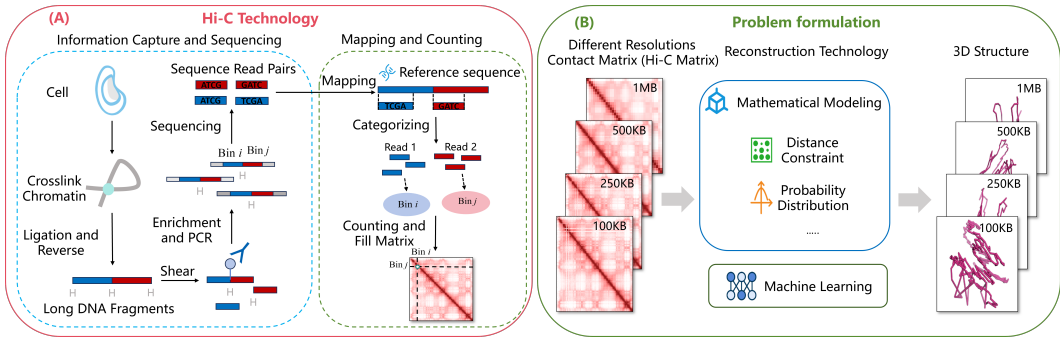 (A)
Hi-C Technology
Information Capture and Sequencing
Cell
Crosslink
Chromatin
Ligation and
Reverse
H H H
Long DNA Fragments
Shear
H
Enrichment
and PCR
Bin i Bin j
H
H
H
Sequencing
Sequence Read Pairs
ATCG GATC
ATCG TCGA
Mapping and Counting
Mapping
Reference sequence
TCGA GATC
Categorizing
Read 1 Read 2
Bin i Bin j
Counting and
Fill Matrix
Bin i
Bin j
(B)
Problem formulation
Different Resolutions
Contact Matrix (Hi-C Matrix)
1MB
500KB
250KB
100KB
Reconstruction Technology
Mathematical Modeling
Distance
Constraint
Probability
Distribution
.....
Machine Learning
3D Structure
1MB
500KB
250KB
100KB